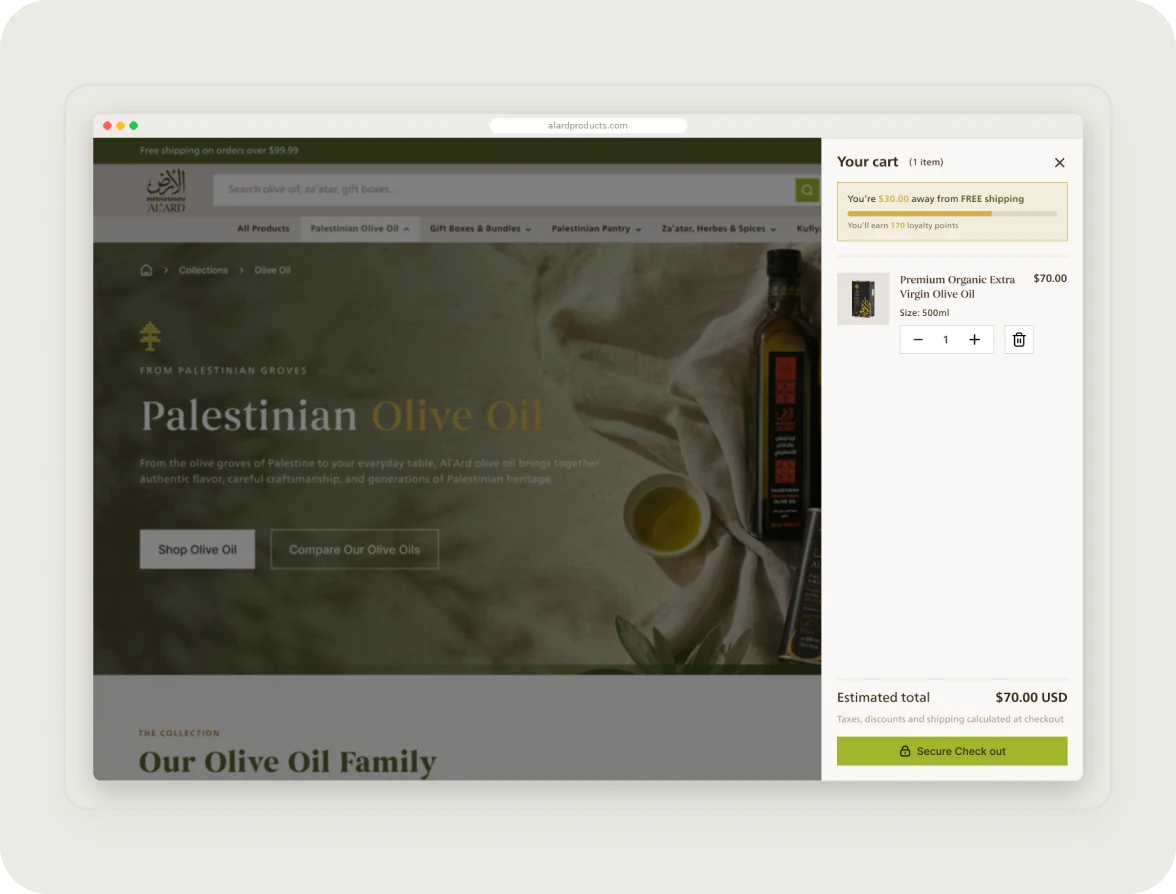 alardproducts.com
Free shipping on orders over $99.99
الأرض
AL'ARD
Search olive oil, za'atar, gift boxes...
All Products
Palestinian Olive Oil
Gift Boxes & Bundles
Palestinian Pantry
Za'atar, Herbes & Spices
Kufiy
Collections
Olive Oil
FROM PALESTINIAN GROVES
Palestinian Olive Oil
From the olive groves of Palestine to your everyday table, Al'Ard olive oil brings together
authentic flavor, careful craftsmanship, and generations of Palestinian heritage.
Shop Olive Oil
Compare Our Olive Oils
THE COLLECTION
Our Olive Oil Family
Your cart (1 item)
You're $30.00 away from FREE shipping
You'll earn 170 loyalty points
Premium Organic Extra
Virgin Olive Oil
$70.00
Size: 500ml
1
Estimated total
$70.00 USD
Taxes, discounts and shipping calculated at checkout
Secure Check out